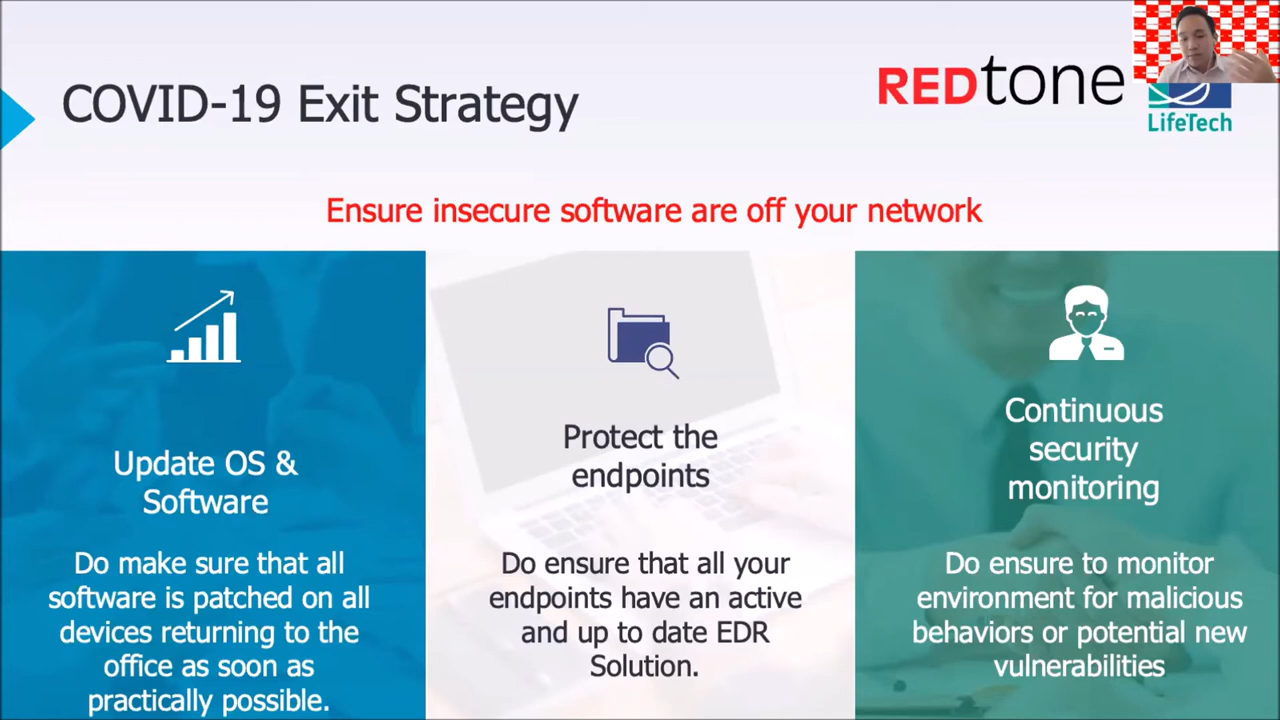 COVID-19 Exit Strategy
REDtone
LifeTech
Ensure insecure software are off your network
Update OS &
Software
Do make sure that all
software is patched on all
devices returning to the
office as soon as
practically possible.
Protect the
endpoints
Do ensure that all your
endpoints have an active
and up to date EDR
Solution.
Continuous
security
monitoring
Do ensure to monitor
environment for malicious
behaviors or potential new
vulnerabilities